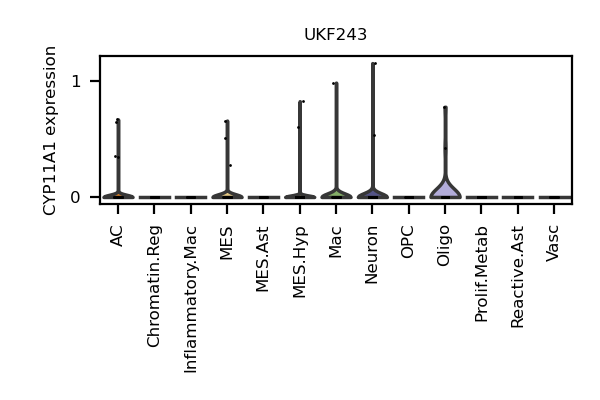 UKF243
CYP11A1 expression
1
0
AC
Chromatin.Reg
Inflammatory.Mac
MES
MES.Ast
MES.Hyp
Mac
Neuron
OPC
Oligo
Prolif.Metab
Reactive.Ast
Vasc